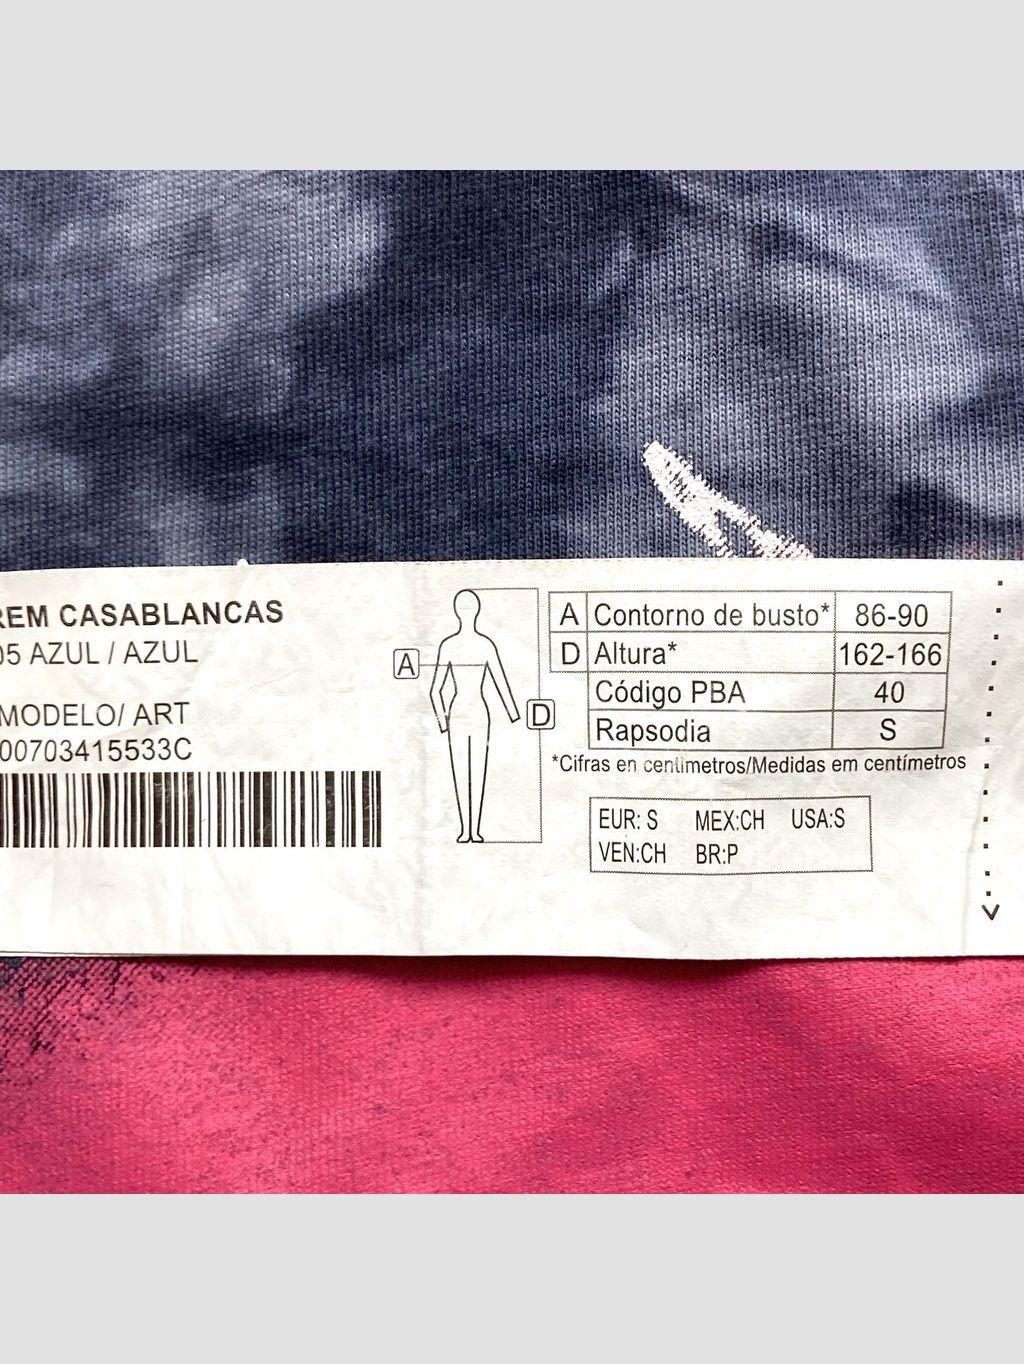 REM CASABLANCAS
05 AZUL / AZUL
MODELO/ ART
00703415533C
A
D
A Contorno de busto* 86-90
D Altura* 162-166
Código PBA 40
Rapsodia S
*Cifras en centimetros/Medidas em centímetros
EUR: S MEX:CH USA:S
VEN:CH BR:P